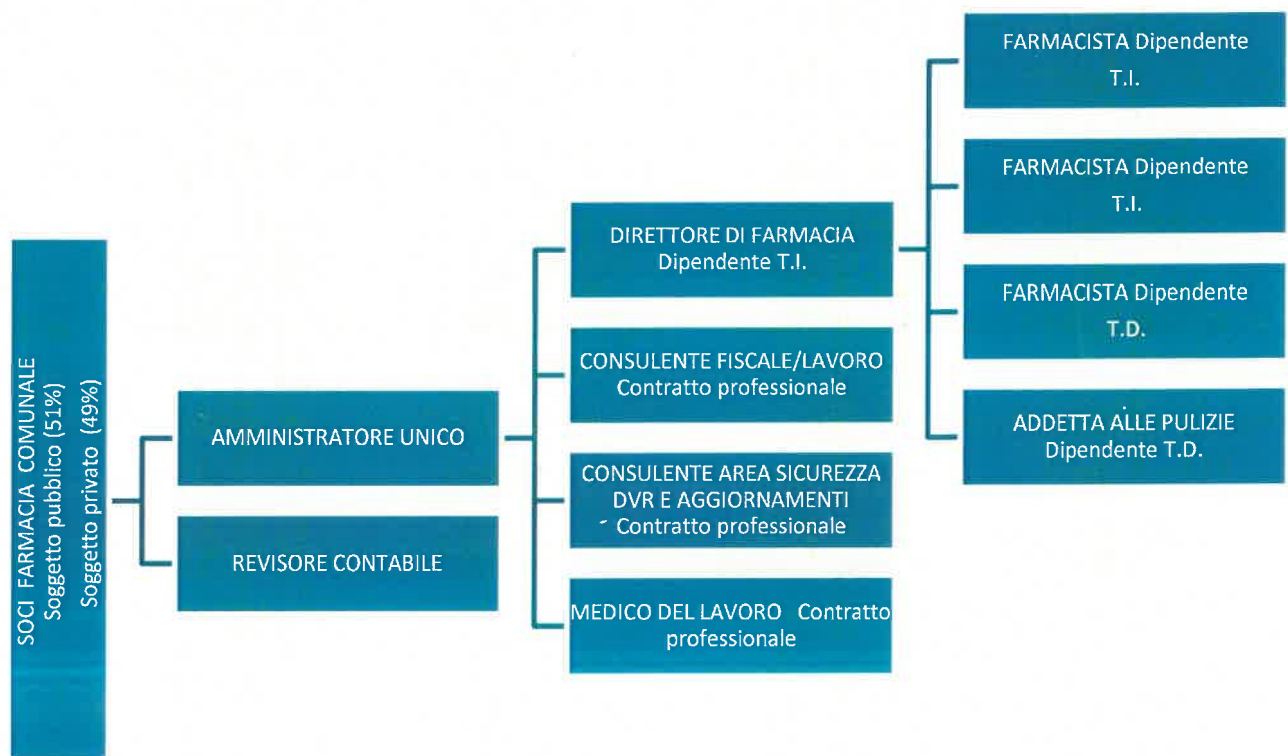 SOCI FARMACIA COMUNALE
Soggetto pubblico (51%)
Soggetto privato (49%)
AMMINISTRATORE UNICO
REVISORE CONTABILE
DIRETTORE DI FARMACIA
Dipendente T.I.
CONSULENTE FISCALE/LAVORO
Contratto professionale
CONSULENTE AREA SICUREZZA
DVR E AGGIORNAMENTI
Contratto professionale
MEDICO DEL LAVORO Contratto
professionale
FARMACISTA Dipendente
T.I.
FARMACISTA Dipendente
T.I.
FARMACISTA Dipendente
T.D.
ADDETTA ALLE PULIZIE
Dipendente T.D.